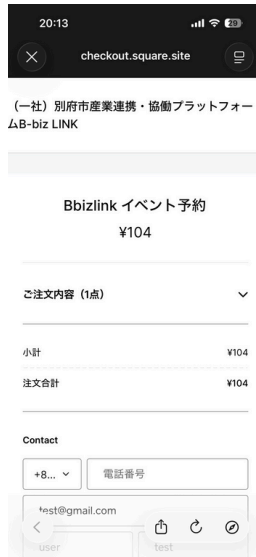 20:13
20
checkout.square.site
（一社）別府市産業連携・協働プラットフォー
ムB-biz LINK
Bbizlink イベント予約
¥104
ご注文内容（1点）
小計 ¥104
注文合計 ¥104
Contact
+8... 電話番号
test@gmail.com
user test